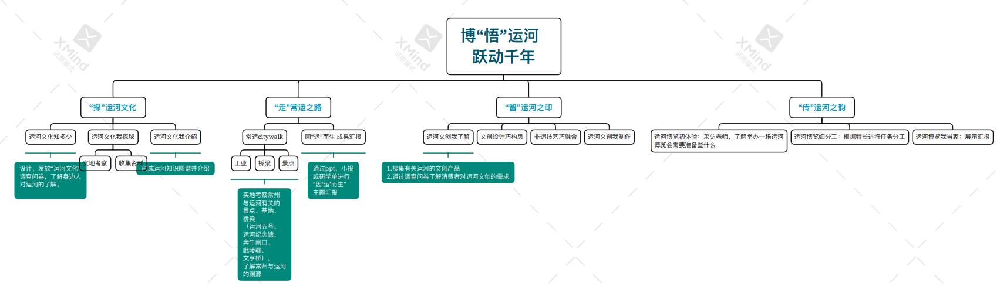 博“悟”运河
跃动千年
“探”运河文化
“走”常运之路
“留”运河之印
“传”运河之韵
运河文化知多少
运河文化我探秘
运河文化我介绍
常运citywalk
因“运”而生 成果汇报
运河文创我了解
文创设计巧构思
非遗技艺巧融合
运河文创我制作
运河博览初体验：采访老师，了解举办一场运河
博览会需要准备些什么
运河博览细分工：根据特长进行任务分工
运河博览我当家：展示汇报
设计、发放“运河文化”
调查问卷，了解身边人
对运河的了解。
实地考察
收集资料
形成运河知识图谱并介绍
工业
桥梁
景点
实地考察常州
与运河有关的
景点、基地、
桥梁
（运河五号、
运河纪念馆、
奔牛闸口、
毗陵驿、
文亨桥），
了解常州与运河
的渊源
通过ppt、小报
或研学单进行
“因‘运’而生”
主题汇报
1.搜集有关运河的文创产品
2.通过调查问卷了解消费者对运河文创的需求
XMind
试用模式
XMind
试用模式
XMind
试用模式